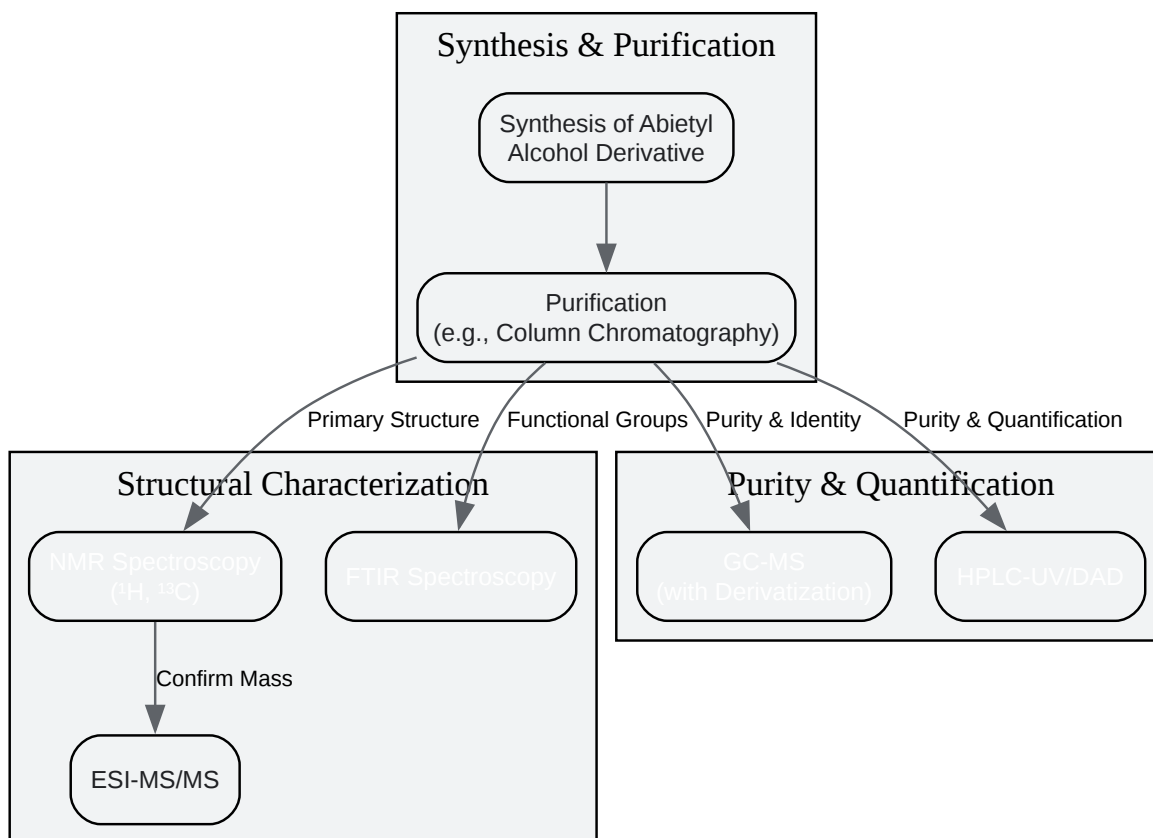 Synthesis & Purification
Synthesis of Abietyl
Alcohol Derivative
Purification
(e.g., Column Chromatography)
Primary Structure
Functional Groups
Purity & Identity
Purity & Quantification
Structural Characterization
Purity & Quantification
NMR Spectroscopy
(¹H, ¹³C)
FTIR Spectroscopy
GC-MS
(with Derivatization)
HPLC-UV/DAD
Confirm Mass
ESI-MS/MS